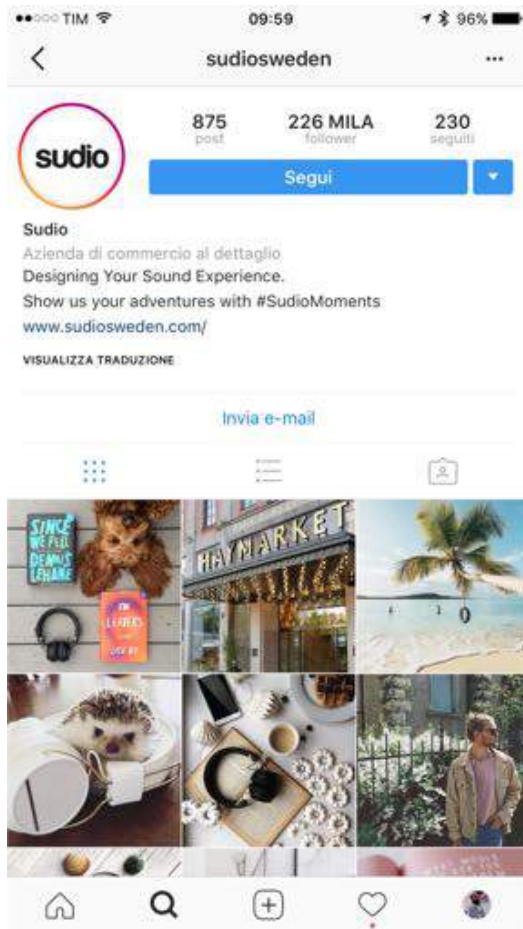 TIM 09:59 96%
sudiosweden
sudio
875 226 MILA 230
post follower seguiti
Segui
Sudio
Azienda di commercio al dettaglio
Designing Your Sound Experience.
Show us your adventures with #SudioMoments
www.sudiosweden.com/
VISUALIZZA TRADUZIONE
Invia e-mail
SINCE
WE FELL
DENNIS
LEHANE
LEAVERS
HAYMARKET